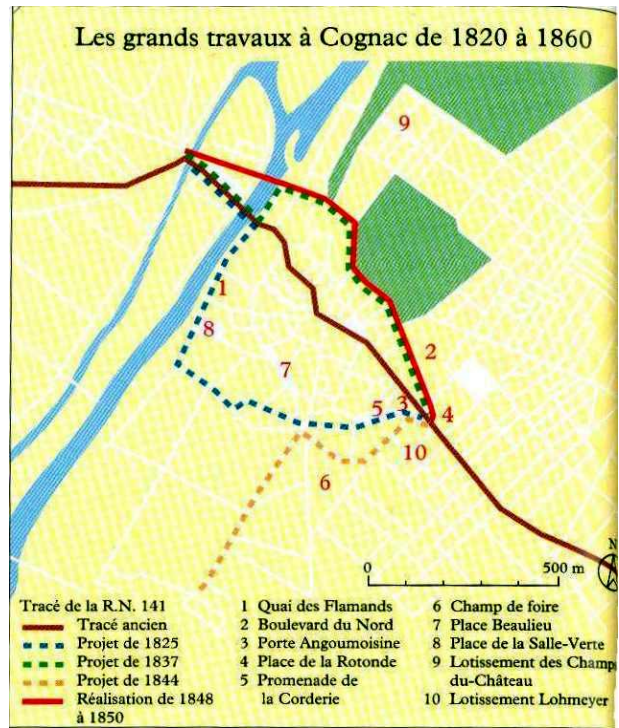 Les grands travaux à Cognac de 1820 à 1860
9
1
8
2
7
3
5
4
10
6
0
500 m
N
Tracé de la R.N. 141
Tracé ancien
Projet de 1825
Projet de 1837
Projet de 1844
Réalisation de 1848
à 1850
1 Quai des Flamands
2 Boulevard du Nord
3 Porte Angoumoisine
4 Place de la Rotonde
5 Promenade de
la Corderie
6 Champ de foire
7 Place Beaulieu
8 Place de la Salle-Verte
9 Lotissement des Champ
du-Château
10 Lotissement Lohmeyer